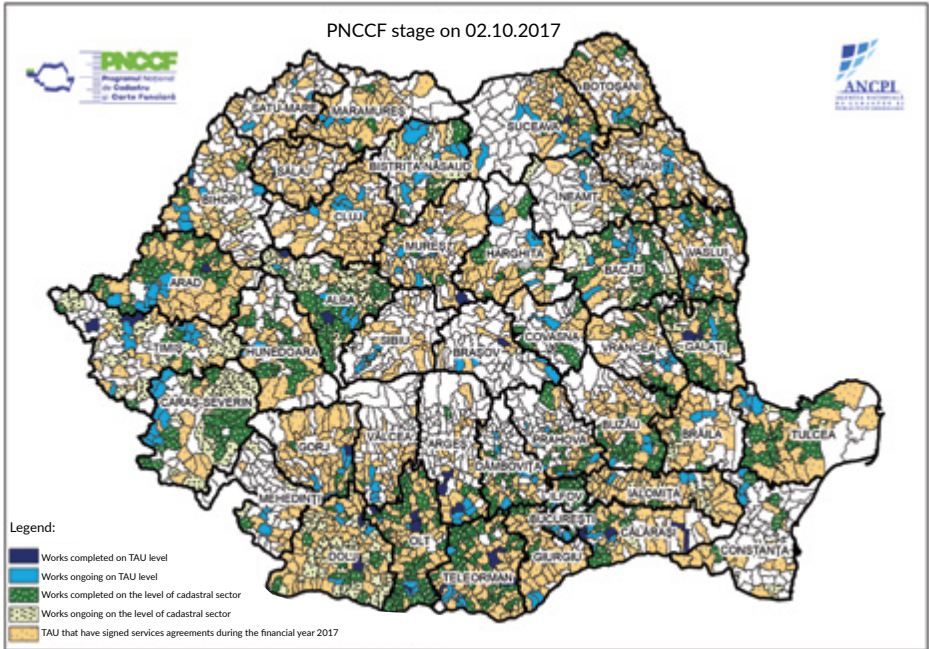 PNCCF stage on 02.10.2017
PNCCF
Programul Național
de Cadastru
și Carte Funciară
ANCPI
BOTOȘANI
SATU-MARE
MARAMUREȘ
SUCEAVA
BISTRIȚA-NĂSAUD
IAȘI
SĂLAJ
BIHOR
NEAMȚ
CLUJ
MUREȘ
HARGHITA
VASLUI
BACĂU
ARAD
ALBA
TIMIȘ
HUNEDOARA
SIBIU
BRAȘOV
COVASNA
VRANCEA
GALAȚI
CARAȘ-SEVERIN
GORJ
VÂLCEA
ARGEȘ
PRAHOVA
BUZĂU
BRĂILA
TULCEA
DÂMBOVIȚA
MEHEDINȚI
ILFOV
IALOMIȚA
BUCUREȘTI
OLT
CĂLĂRAȘI
CONSTANȚA
DOLJ
GIURGIU
TELEORMAN
Legend:
Works completed on TAU level
Works ongoing on TAU level
Works completed on the level of cadastral sector
Works ongoing on the level of cadastral sector
TAU that have signed services agreements during the financial year 2017